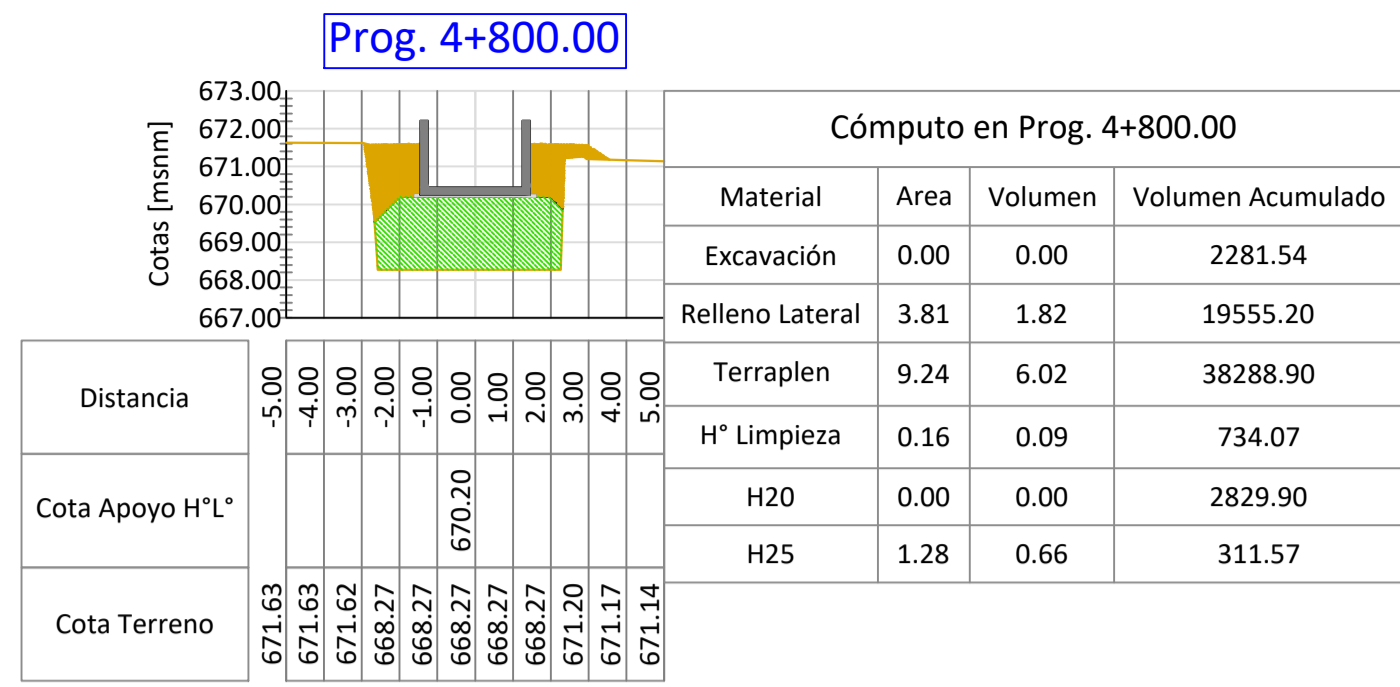 Prog. 4+800.00
Cotas [msnm]
673.00
672.00
671.00
670.00
669.00
668.00
667.00
Distancia -5.00 -4.00 -3.00 -2.00 -1.00 0.00 1.00 2.00 3.00 4.00 5.00
Cota Apoyo H°L° 670.20
Cota Terreno 671.63 671.63 671.62 668.27 668.27 668.27 668.27 668.27 671.20 671.17 671.14
Cómputo en Prog. 4+800.00
Material Area Volumen Volumen Acumulado
Excavación 0.00 0.00 2281.54
Relleno Lateral 3.81 1.82 19555.20
Terraplen 9.24 6.02 38288.90
H° Limpieza 0.16 0.09 734.07
H20 0.00 0.00 2829.90
H25 1.28 0.66 311.57